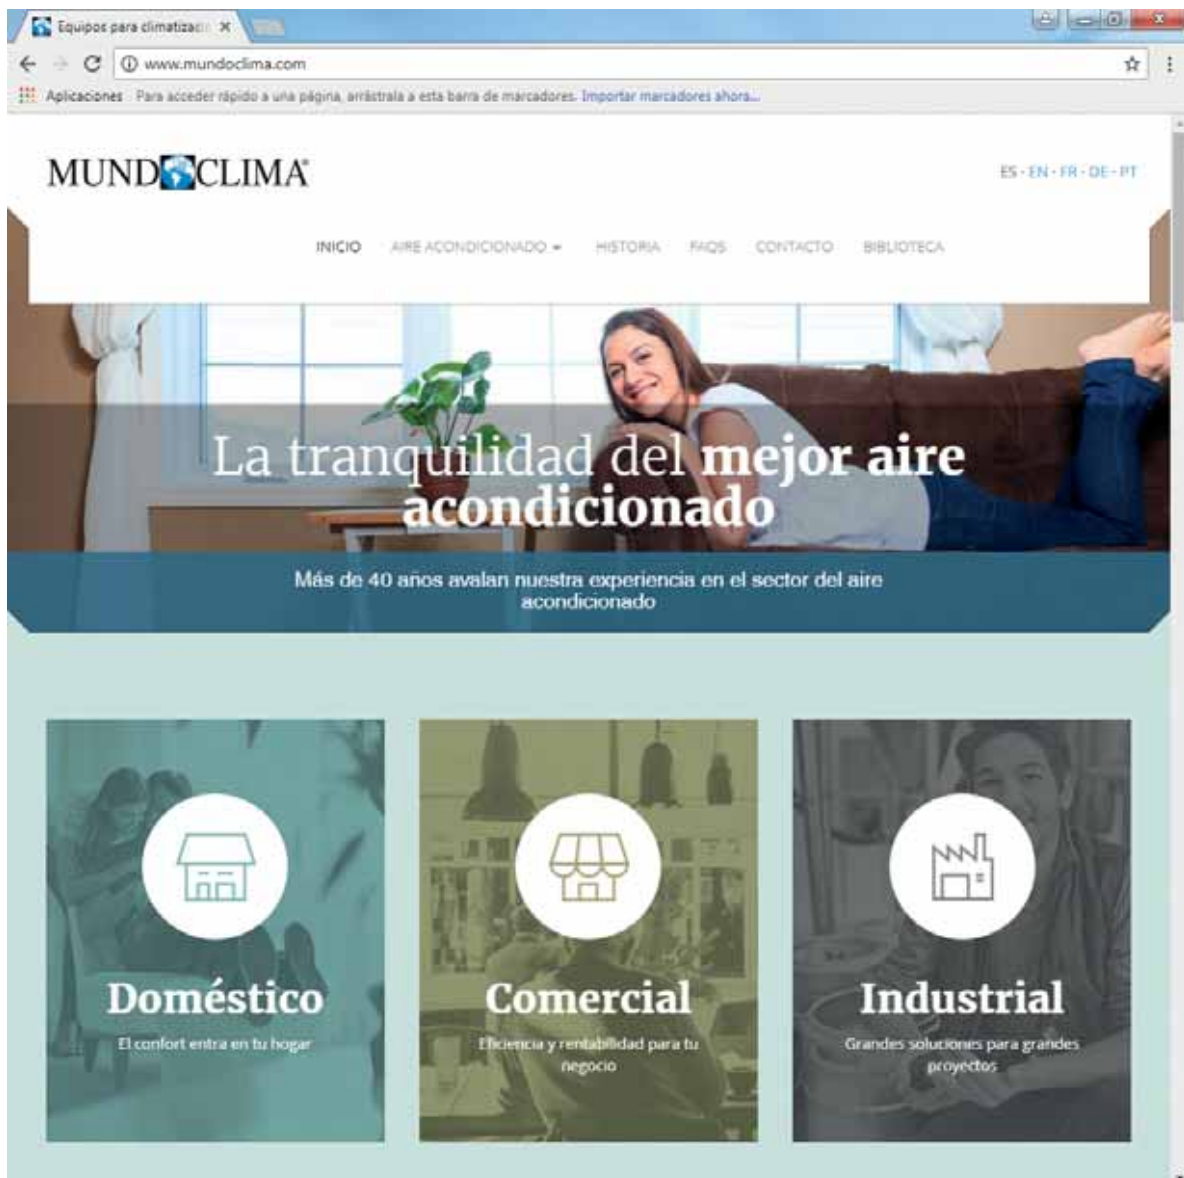 Equipos para climatizació
www.mundoclima.com
Aplicaciones Para acceder rápido a una página, arrástrala a esta barra de marcadores. Importar marcadores ahora...
MUNDOCLIMA®
ES - EN - FR - DE - PT
INICIO AIRE ACONDICIONADO HISTORIA FAQS CONTACTO BIBLIOTECA
La tranquilidad del mejor aire
acondicionado
Más de 40 años avalan nuestra experiencia en el sector del aire
acondicionado
Doméstico
El confort entra en tu hogar
Comercial
Eficiencia y rentabilidad para tu
negocio
Industrial
Grandes soluciones para grandes
proyectos